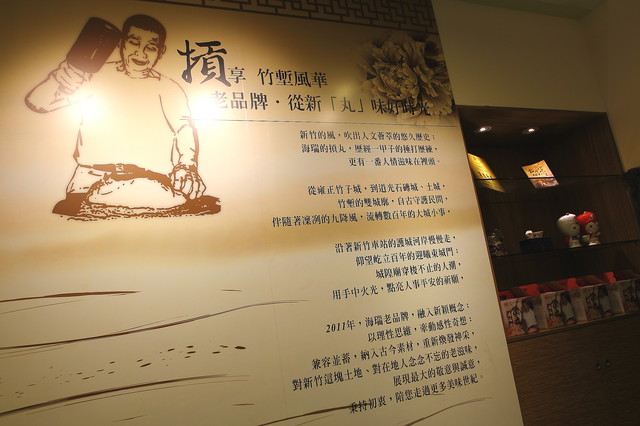 摃享 竹塹風華
老品牌·從新「丸」味好時光
新竹的風，吹出人文薈萃的悠久歷史；
海瑞的摃丸，歷經一甲子的捶打歷練，
更有一番人情滋味在裡頭。
從雍正竹子城，到道光石磚城、土城，
竹塹的雙城廓，自古守護民間，
伴隨著凜冽的九降風，流轉數百年的大城小事，
沿著新竹車站的護城河岸慢慢走，
仰望屹立百年的迎曦東城門；
城隍廟穿梭不止的人潮，
用手中火光，點亮人事平安的祈願，
2011年，海瑞老品牌，融入新穎概念；
以理性思維，牽動感性奇想；
兼容並蓄，納入古今素材，重新煥發神采，
對新竹這塊土地、對在地人念念不忘的老滋味，
展現最大的敬意與誠意，
秉持初衷，陪您走過更多美味世紀。